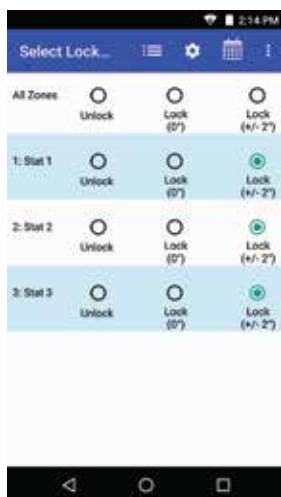 2:14 PM
Select Lock...
All Zones
Unlock
Lock
(0°)
Lock
(+/- 2°)
1: Stat 1
Unlock
Lock
(0°)
Lock
(+/- 2°)
2: Stat 2
Unlock
Lock
(0°)
Lock
(+/- 2°)
3: Stat 3
Unlock
Lock
(0°)
Lock
(+/- 2°)